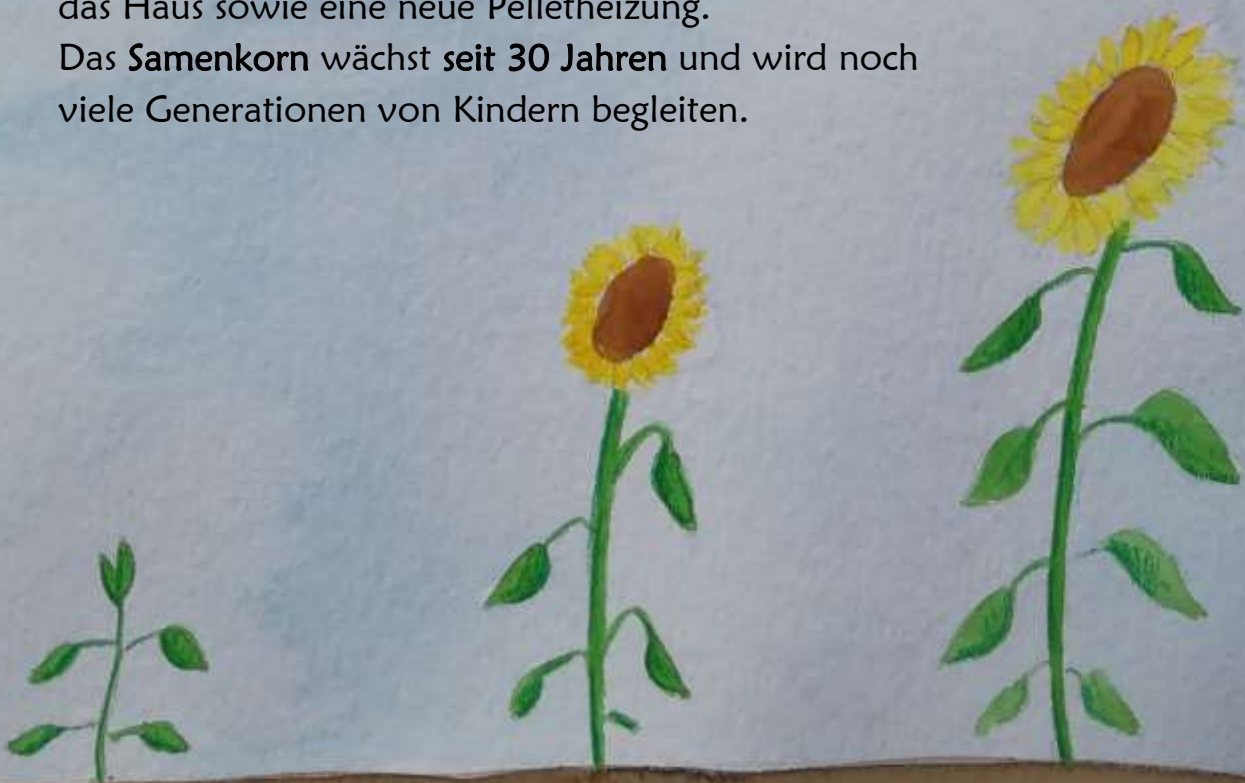 das Haus sowie eine neue Pelletheizung.
Das Samenkorn wächst seit 30 Jahren und wird noch
viele Generationen von Kindern begleiten.